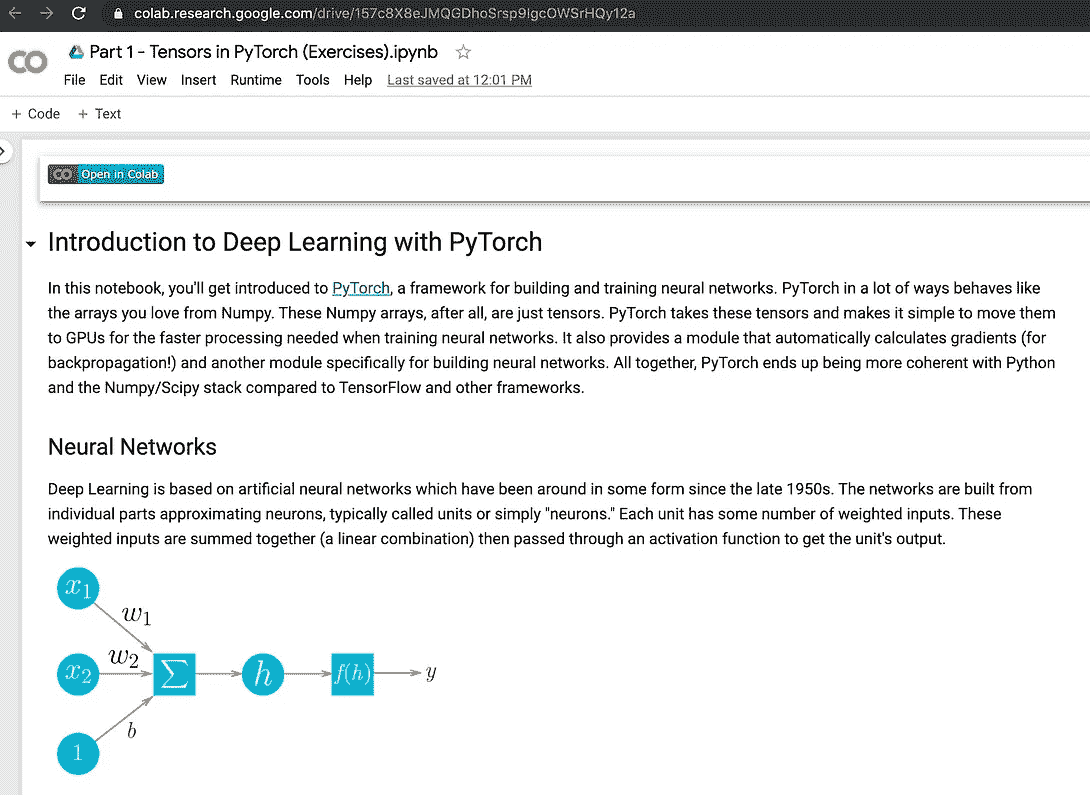 colab.research.google.com/drive/157c8X8eJMQGDhoSrsp9IgcOWSrHQy12a
CO
Part 1 - Tensors in PyTorch (Exercises).ipynb
File Edit View Insert Runtime Tools Help Last saved at 12:01 PM
+ Code + Text
CO Open in Colab
Introduction to Deep Learning with PyTorch
In this notebook, you'll get introduced to PyTorch, a framework for building and training neural networks. PyTorch in a lot of ways behaves like
the arrays you love from Numpy. These Numpy arrays, after all, are just tensors. PyTorch takes these tensors and makes it simple to move them
to GPUs for the faster processing needed when training neural networks. It also provides a module that automatically calculates gradients (for
backpropagation!) and another module specifically for building neural networks. All together, PyTorch ends up being more coherent with Python
and the Numpy/Scipy stack compared to TensorFlow and other frameworks.
Neural Networks
Deep Learning is based on artificial neural networks which have been around in some form since the late 1950s. The networks are built from
individual parts approximating neurons, typically called units or simply "neurons." Each unit has some number of weighted inputs. These
weighted inputs are summed together (a linear combination) then passed through an activation function to get the unit's output.
x₁
w₁
x₂ w₂ Σ h f(h) y
b
1